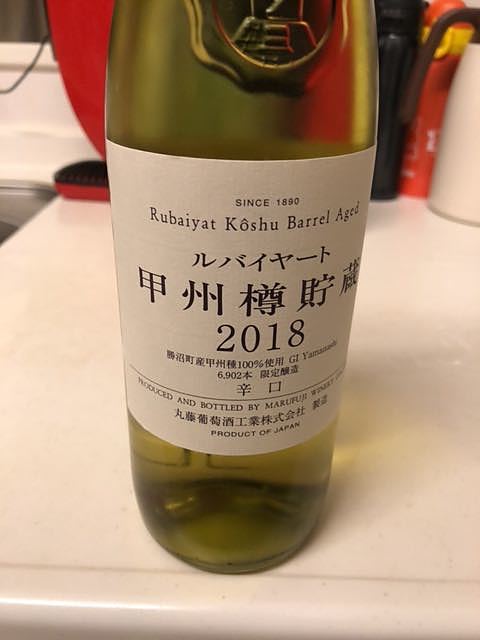 SINCE 1890
Rubaiyat Kôshu Barrel Aged
ルバイヤート
甲州樽貯蔵
2018
勝沼町産甲州種100%使用 GI Yamanashi
6,902本 限定醸造
辛口
PRODUCED AND BOTTLED BY MARUFUJI WINERY
丸藤葡萄酒工業株式会社 製造
PRODUCT OF JAPAN